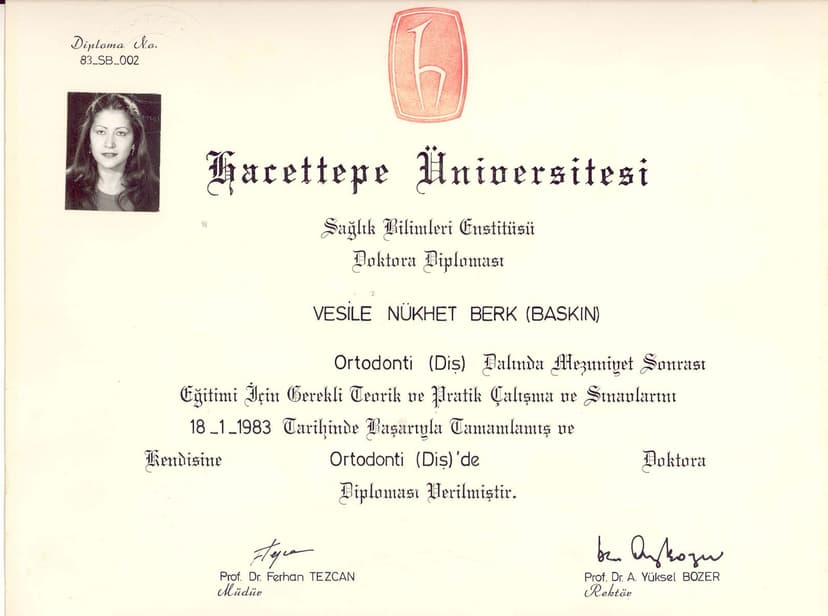 Diploma No.
83_SB_002
Hacettepe Üniversitesi
Sağlık Bilimleri Enstitüsü
Doktora Diploması
VESİLE NÜKHET BERK (BASKIN)
Ortodonti (Diş) Dalında Mezuniyet Sonrası
Eğitimi İçin Gerekli Teorik ve Pratik Çalışma ve Sınavlarını
18_1_1983 Tarihinde Başarıyla Tamamlamış ve
Kendisine Ortodonti (Diş)'de Doktora
Diploması Verilmiştir.
Prof. Dr. Ferhan TEZCAN
Müdür
Prof. Dr. A. Yüksel BOZER
Rektör